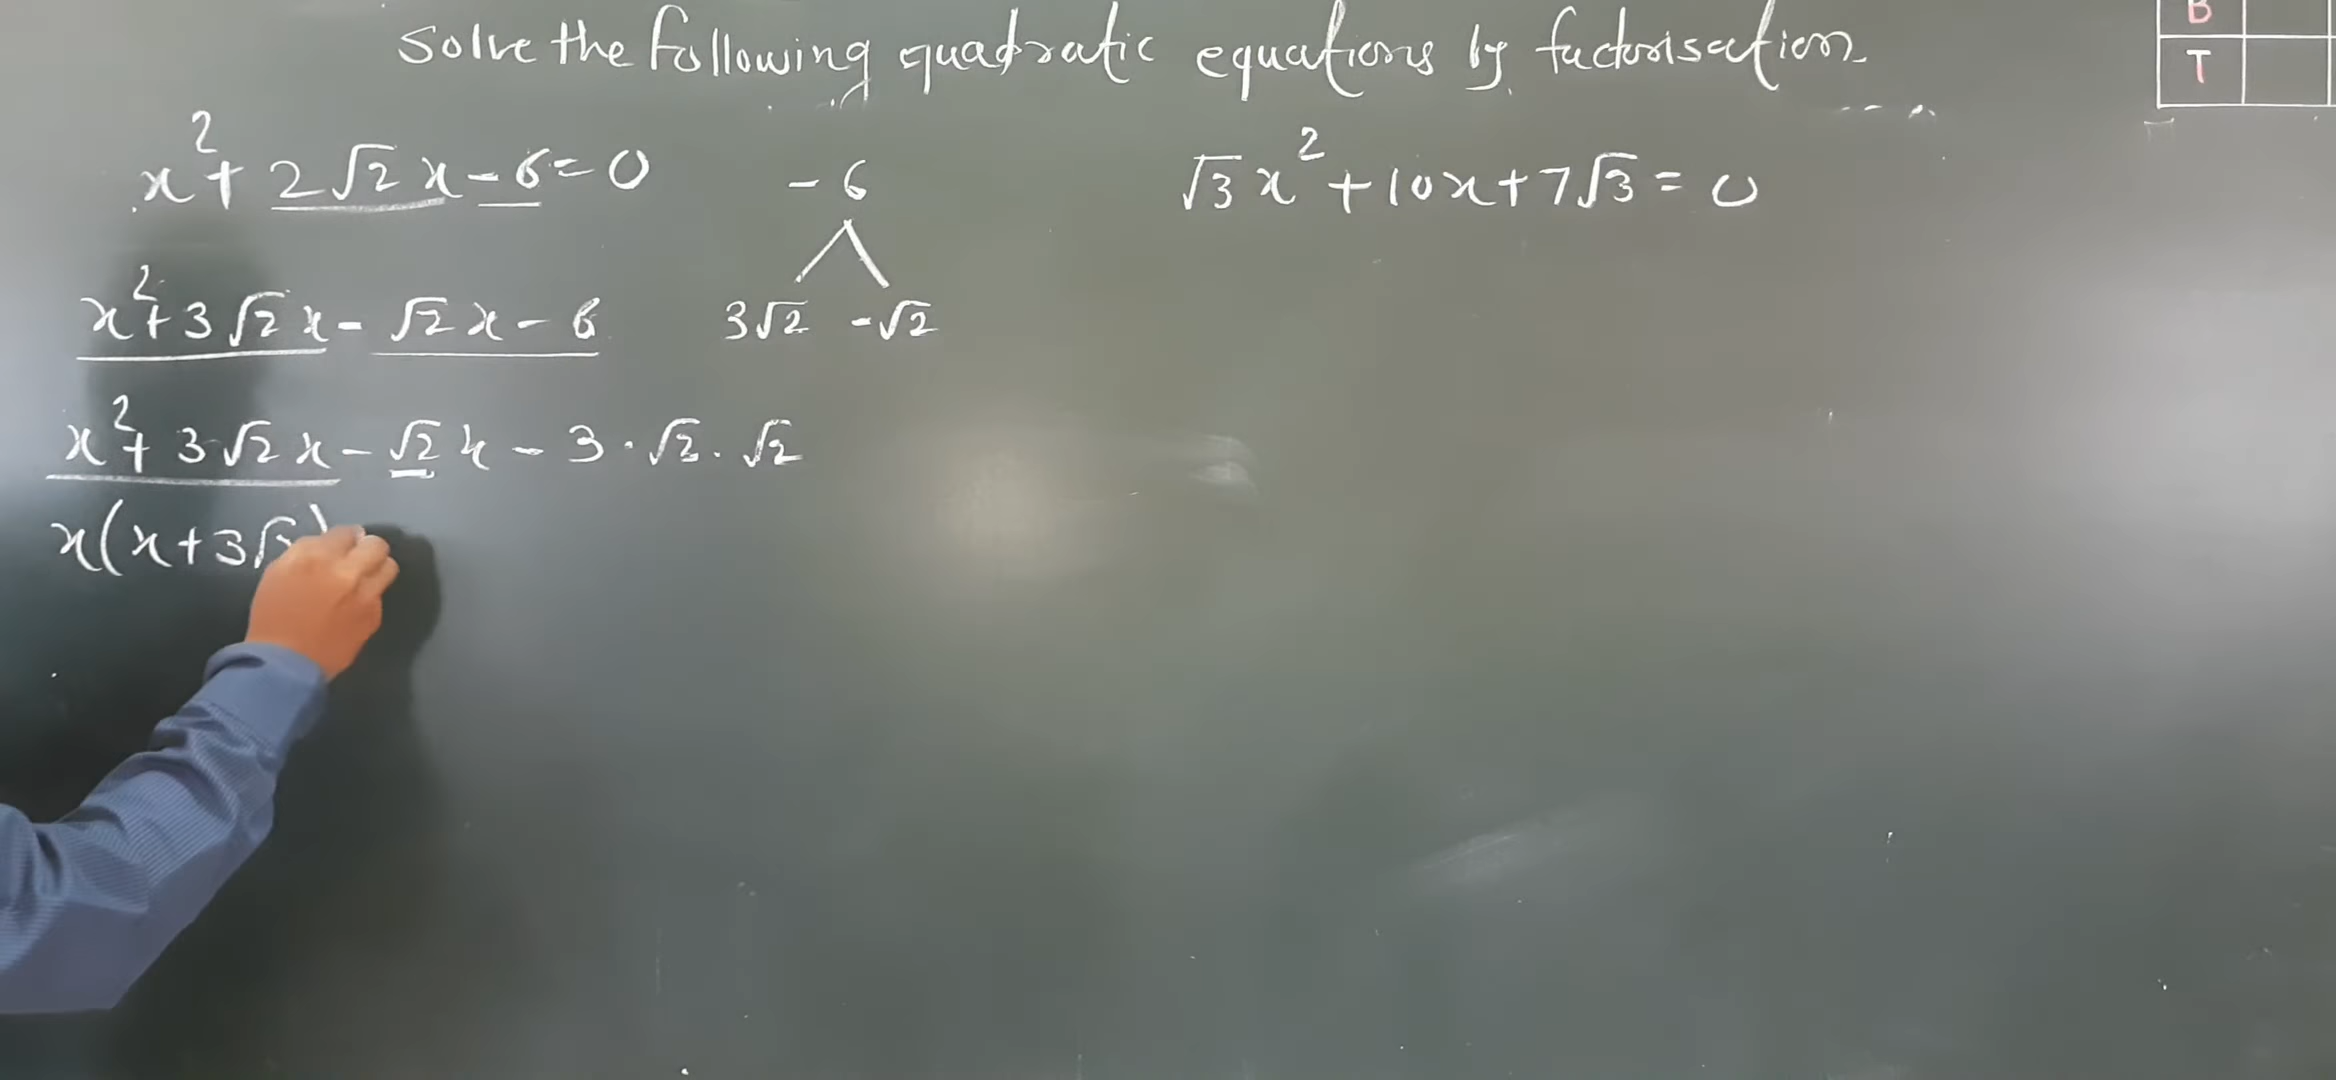 Solve the following quadratic equations by factorisation
B
T
x² + 2√2 x - 6 = 0
- 6
3√2 -√2
x² + 3√2 x - √2 x - 6
x² + 3√2 x - √2 x - 3 · √2 · √2
x(x + 3√
√3 x² + 10x + 7√3 = 0